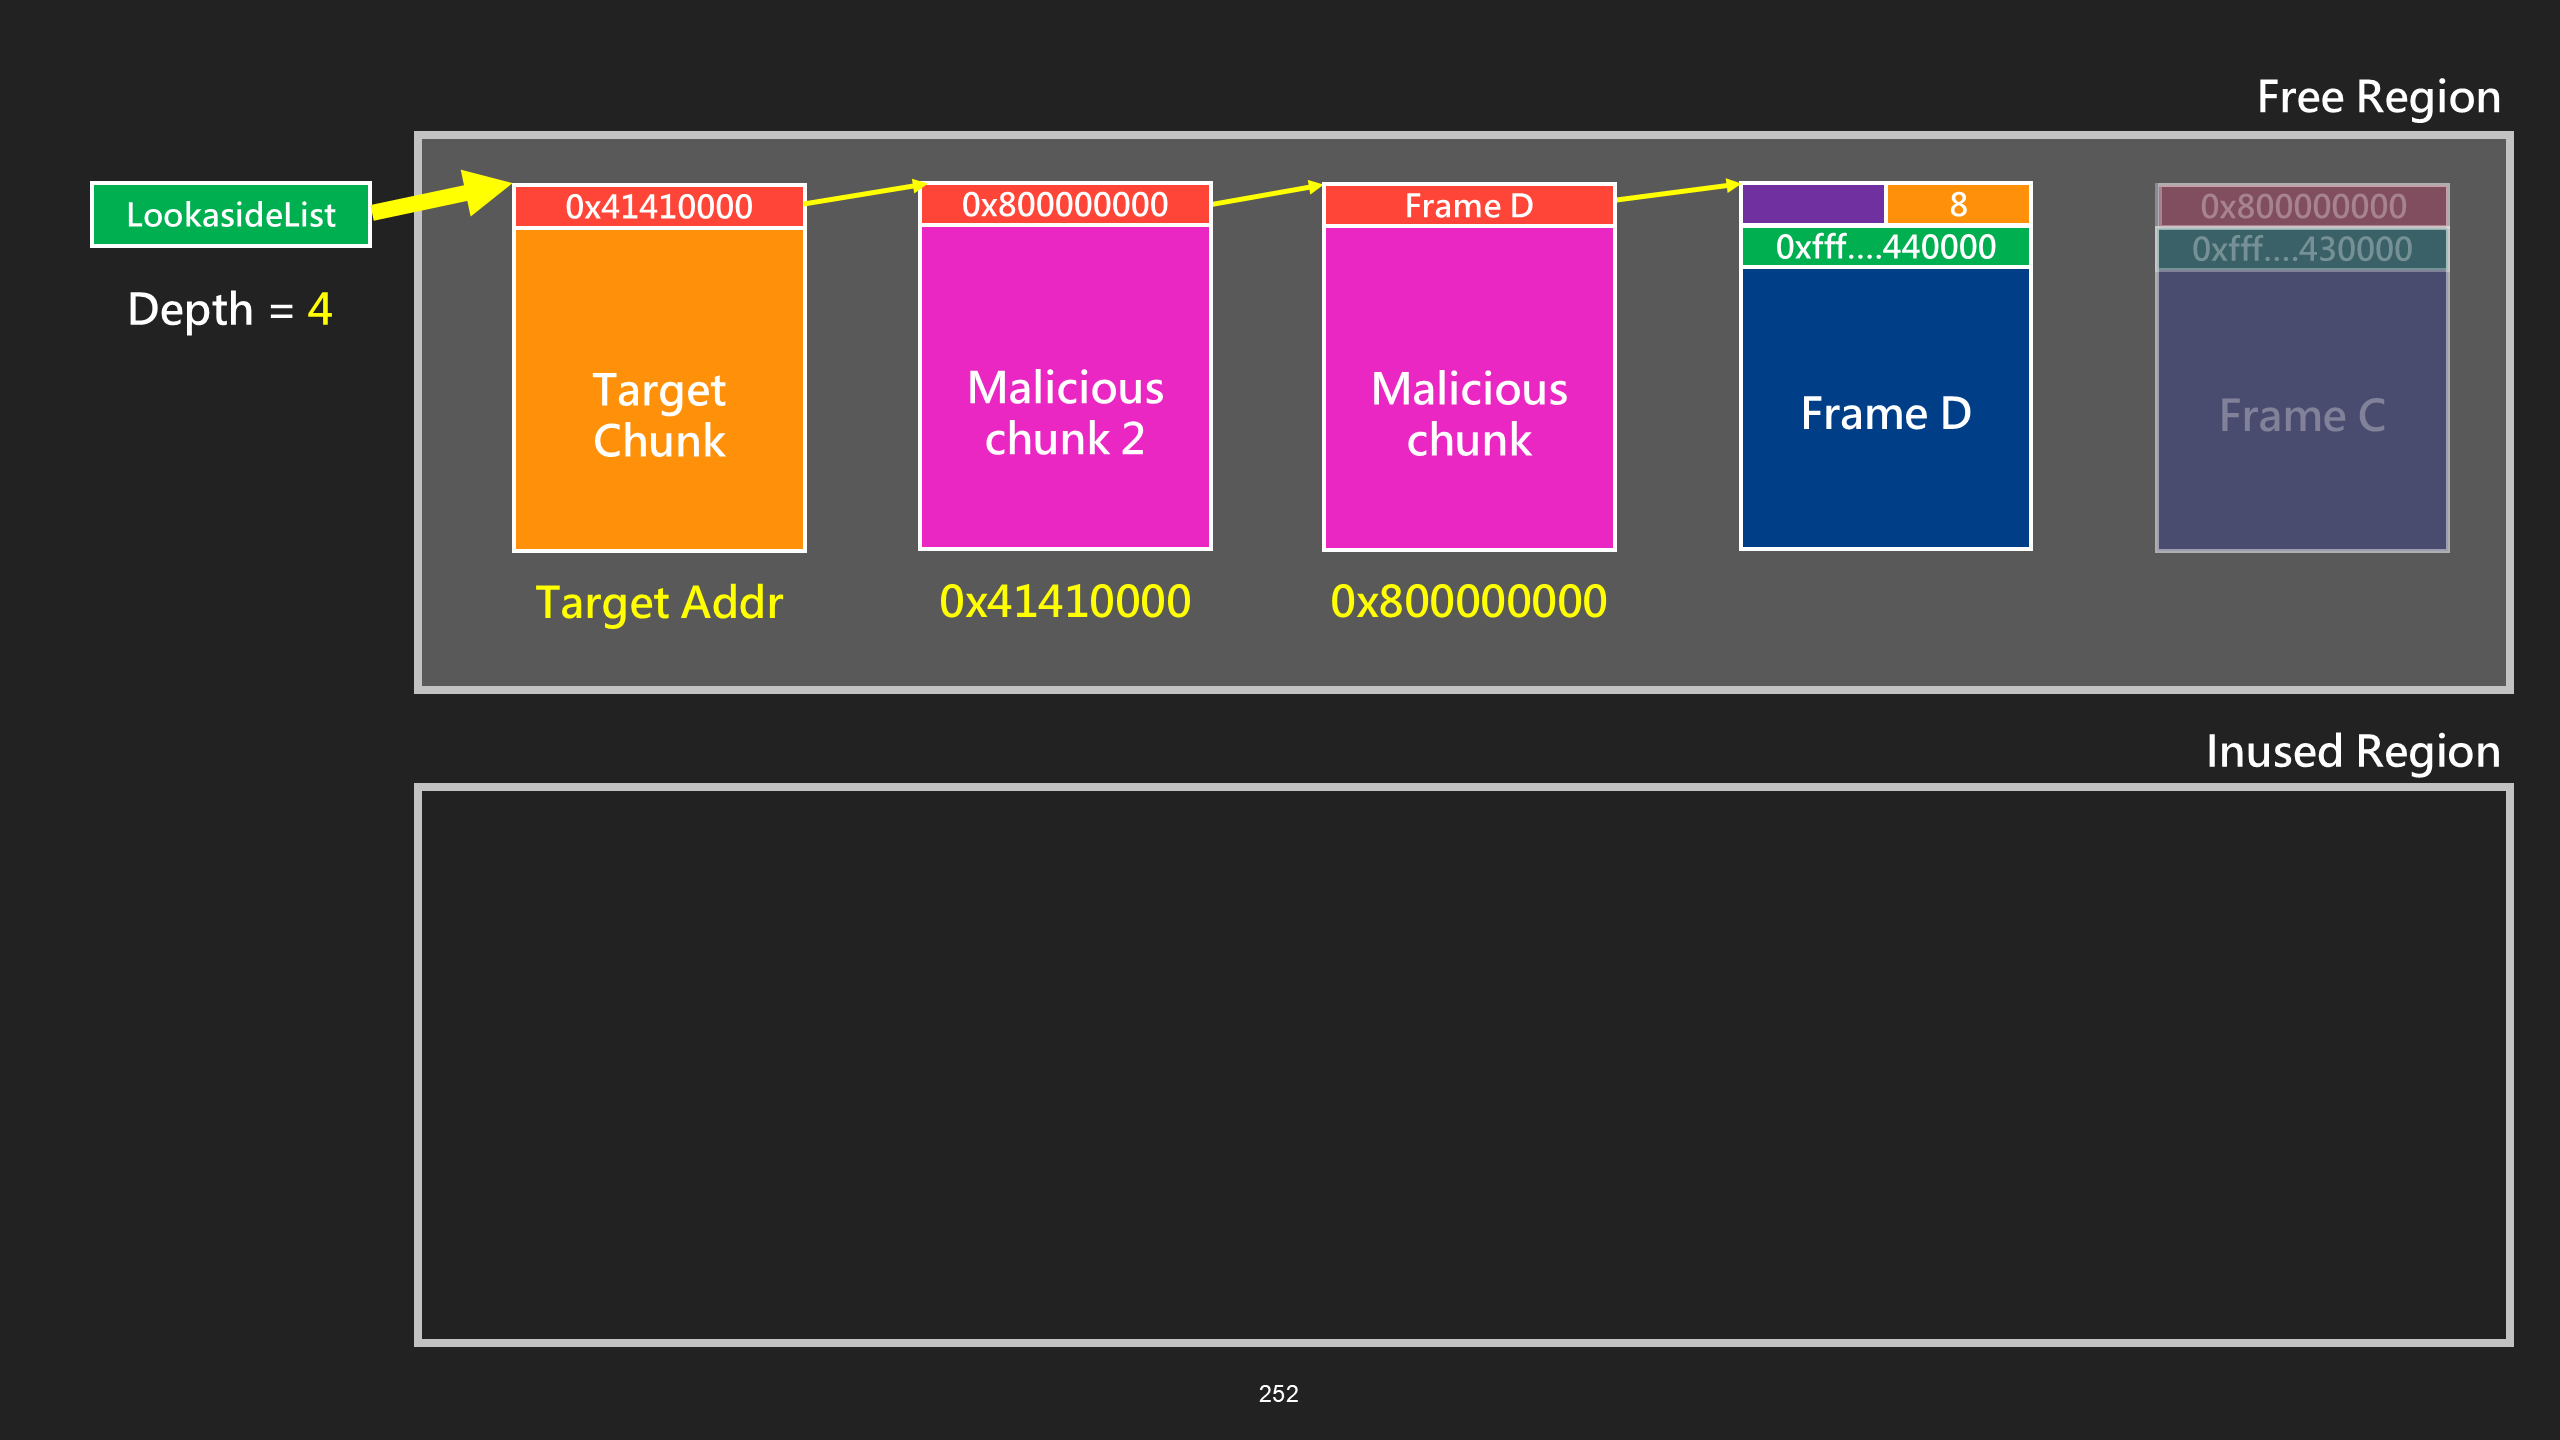 Free Region
LookasideList
Depth = 4
0x41410000
Target
Chunk
Target Addr
0x800000000
Malicious
chunk 2
0x41410000
Frame D
Malicious
chunk
0x800000000
8
0xfff....440000
Frame D
0x800000000
0xfff....430000
Frame C
Inused Region
252